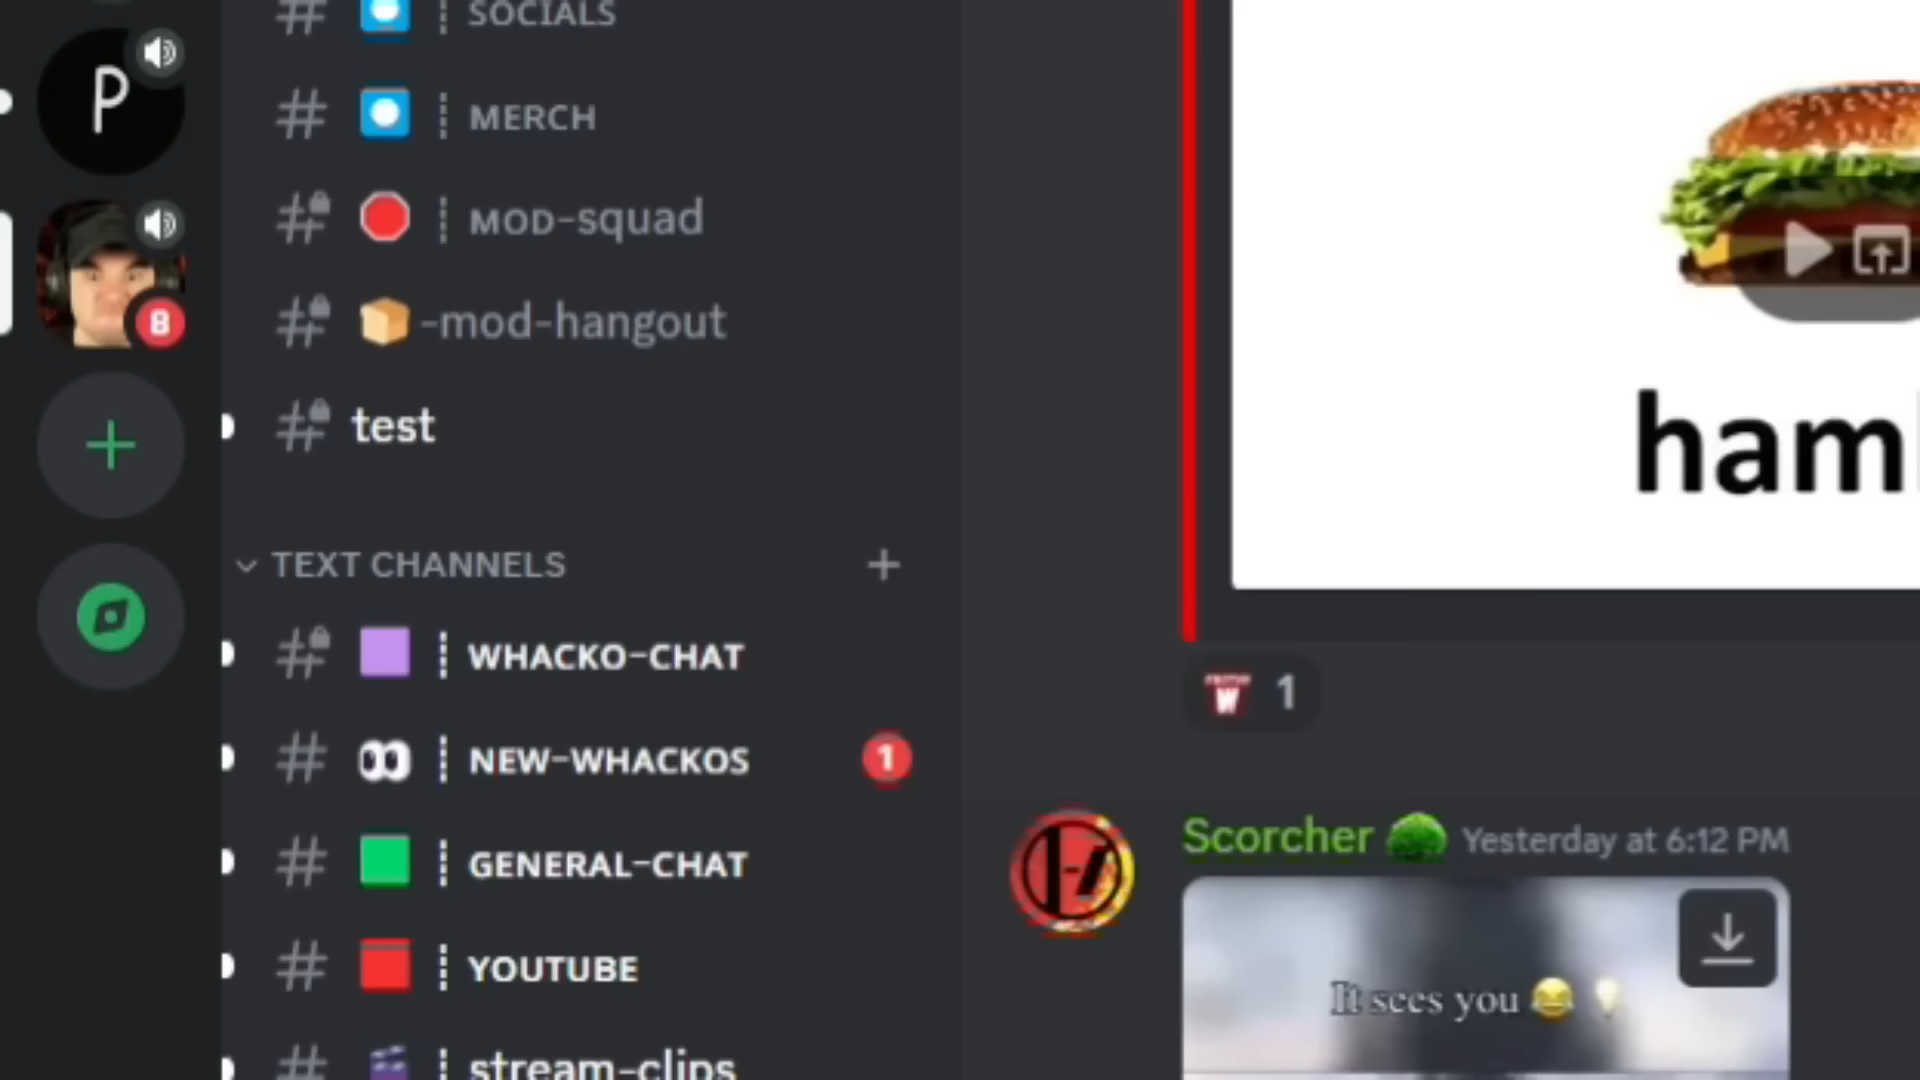 SOCIALS
P
MERCH
MOD-squad
8
-mod-hangout
test
TEXT CHANNELS
WHACKO-CHAT
NEW-WHACKOS 1
GENERAL-CHAT
YOUTUBE
stream-clips
ham
W 1
Scorcher Yesterday at 6:12 PM
It sees you 😂